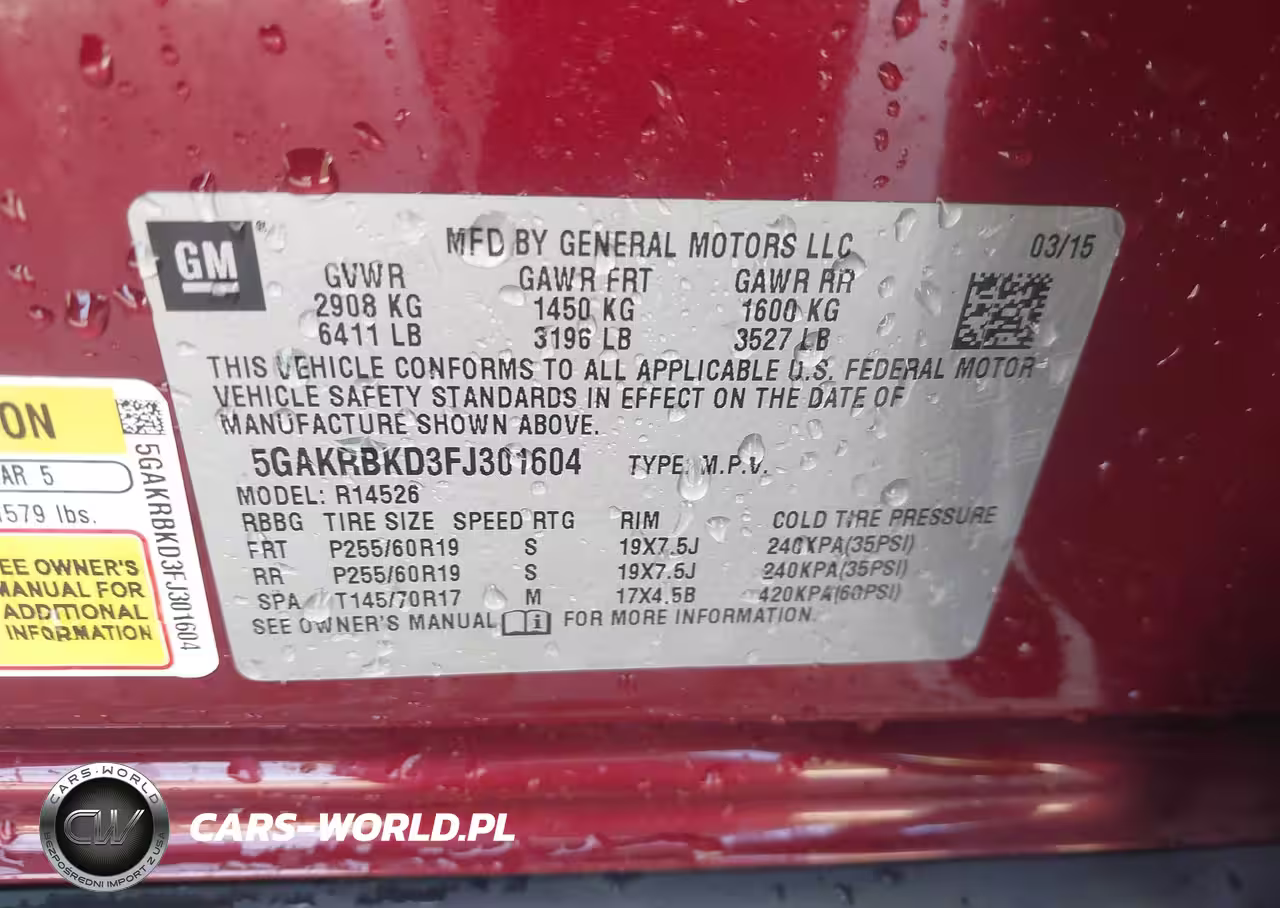 GM
MFD BY GENERAL MOTORS LLC 03/15
GVWR GAWR FRT GAWR RR
2908 KG 1450 KG 1600 KG
6411 LB 3196 LB 3527 LB
THIS VEHICLE CONFORMS TO ALL APPLICABLE U.S. FEDERAL MOTOR
VEHICLE SAFETY STANDARDS IN EFFECT ON THE DATE OF
MANUFACTURE SHOWN ABOVE.
5GAKRBKD3FJ301604 TYPE: M.P.V.
MODEL: R14526
RBBG TIRE SIZE SPEED RTG RIM COLD TIRE PRESSURE
FRT P255/60R19 S 19X7.5J 240KPA(35PSI)
RR P255/60R19 S 19X7.5J 240KPA(35PSI)
SPA T145/70R17 M 17X4.5B 420KPA(60PSI)
SEE OWNER'S MANUAL i FOR MORE INFORMATION.
ON
AR 5
579 lbs.
EE OWNER'S
MANUAL FOR
ADDITIONAL
INFORMATION
5GAKRBKD3FJ301604
CARS-WORLD
CW
BEZPOŚREDNI IMPORT Z USA
CARS-WORLD.PL